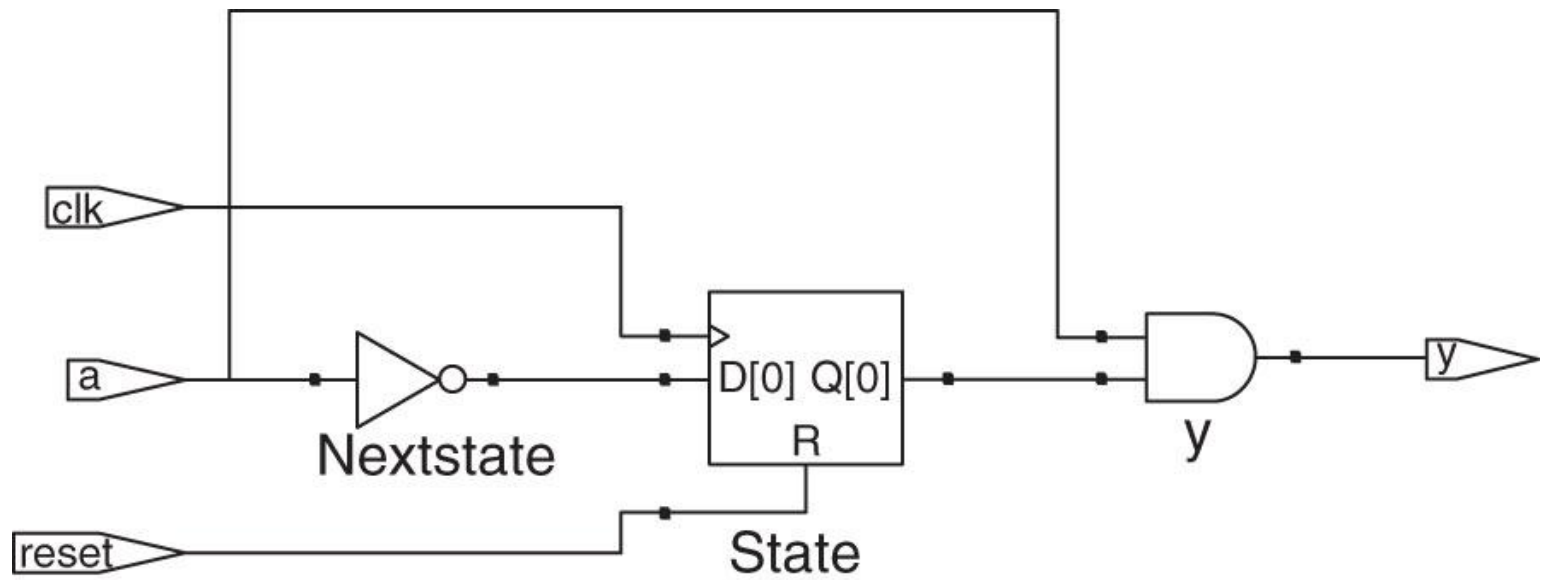 clk
a
D[0] Q[0]
y
R
y
Nextstate
reset
State